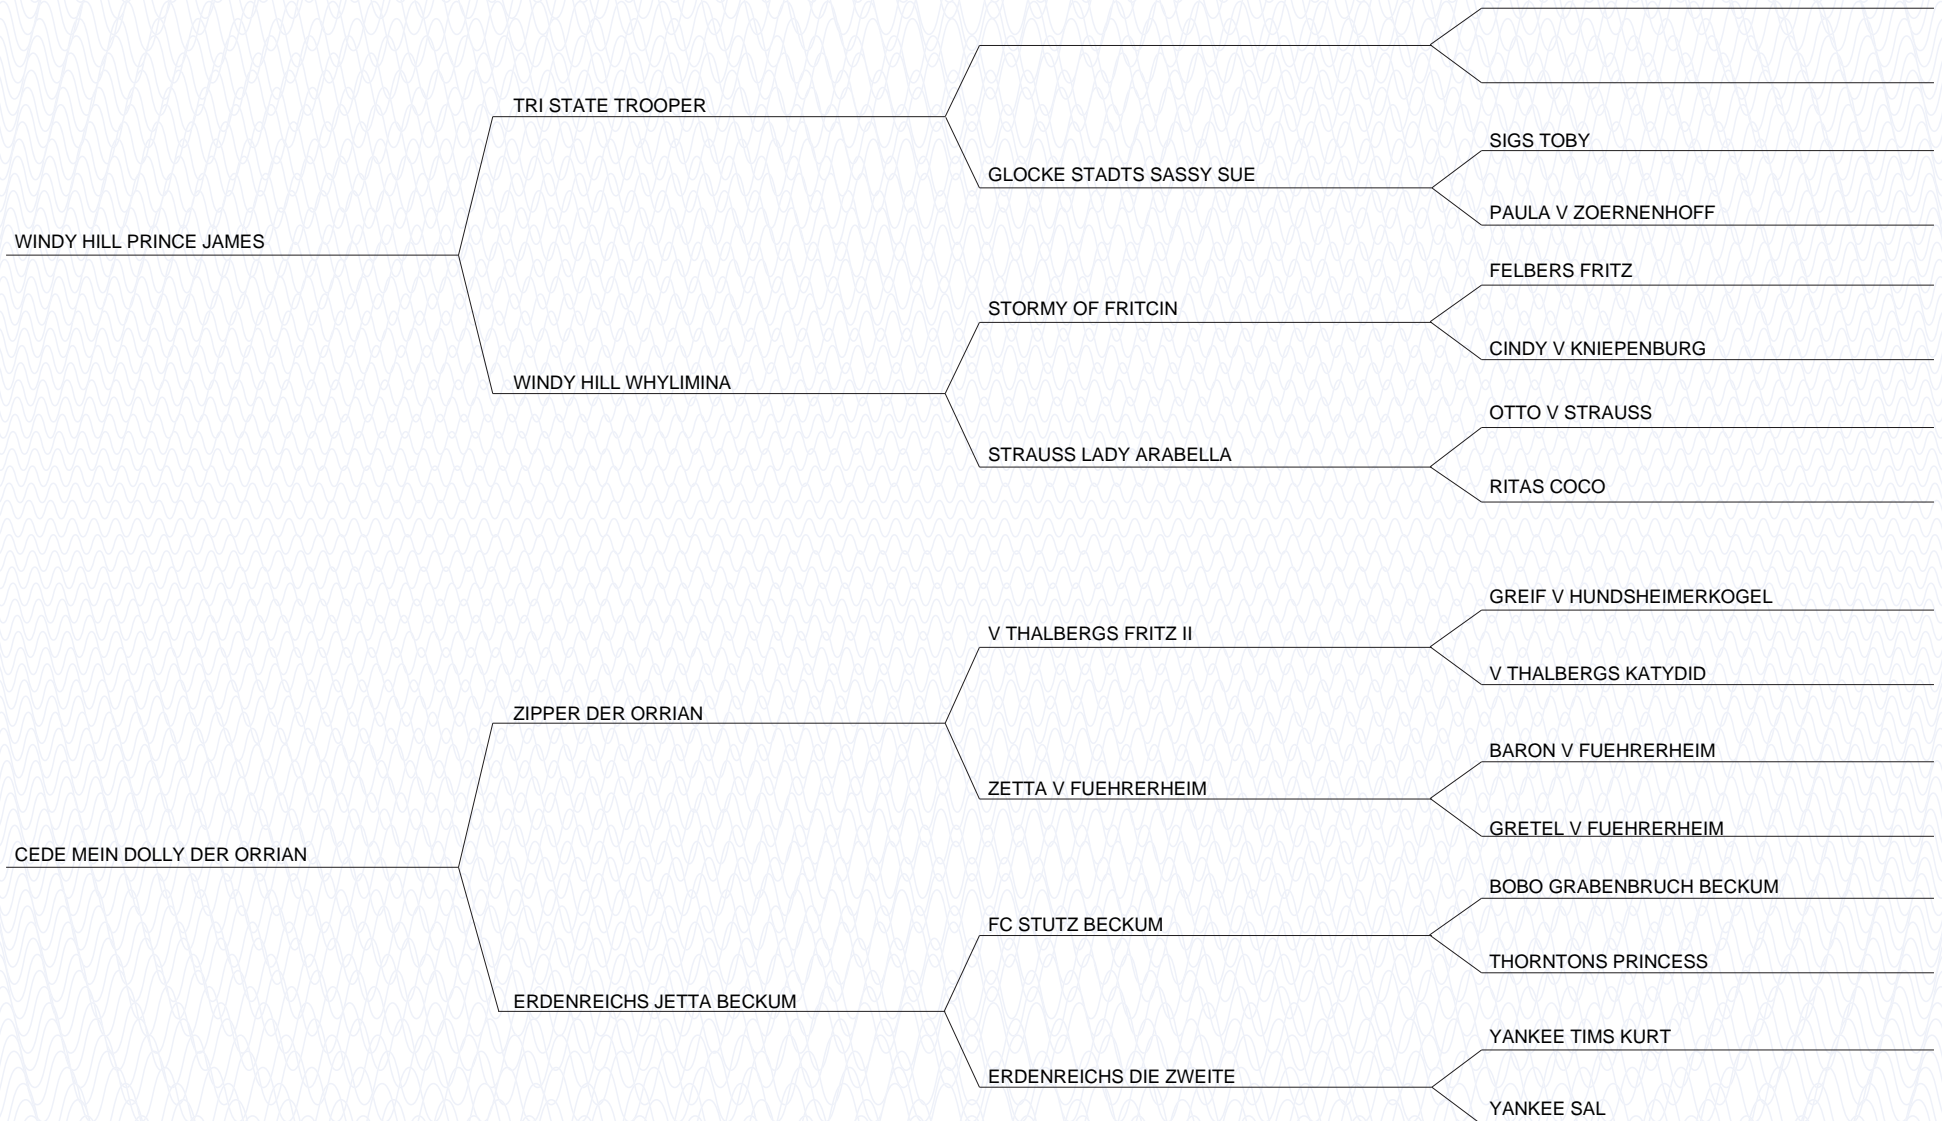 TRI STATE TROOPER
SIGS TOBY
GLOCKE STADTS SASSY SUE
PAULA V ZOERNENHOFF
WINDY HILL PRINCE JAMES
FELBERS FRITZ
STORMY OF FRITCIN
CINDY V KNIEPENBURG
WINDY HILL WHYLIMINA
OTTO V STRAUSS
STRAUSS LADY ARABELLA
RITAS COCO
GREIF V HUNDSHEIMERKOGEL
V THALBERGS FRITZ II
V THALBERGS KATYDID
ZIPPER DER ORRIAN
BARON V FUEHRERHEIM
ZETTA V FUEHRERHEIM
GRETEL V FUEHRERHEIM
CEDE MEIN DOLLY DER ORRIAN
BOBO GRABENBRUCH BECKUM
FC STUTZ BECKUM
THORNTONS PRINCESS
ERDENREICHS JETTA BECKUM
YANKEE TIMS KURT
ERDENREICHS DIE ZWEITE
YANKEE SAL